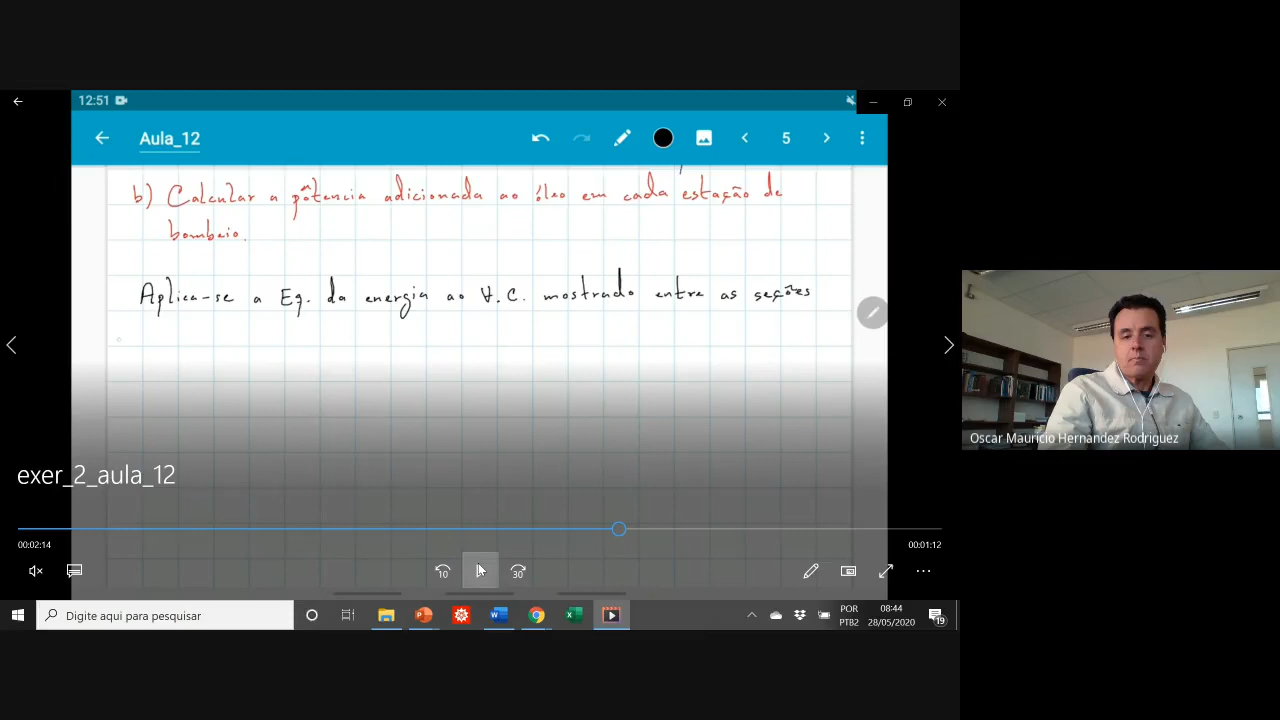 12:51
Aula_12
5
b) Calcular a potência adicionada ao óleo em cada estação de
bombeio.
Aplica-se a Eq. da energia ao V.C. mostrado entre as seções
Oscar Mauricio Hernandez Rodriguez
exer_2_aula_12
00:02:14
00:01:12
10
30
Digite aqui para pesquisar
POR
PTB2
08:44
28/05/2020
19